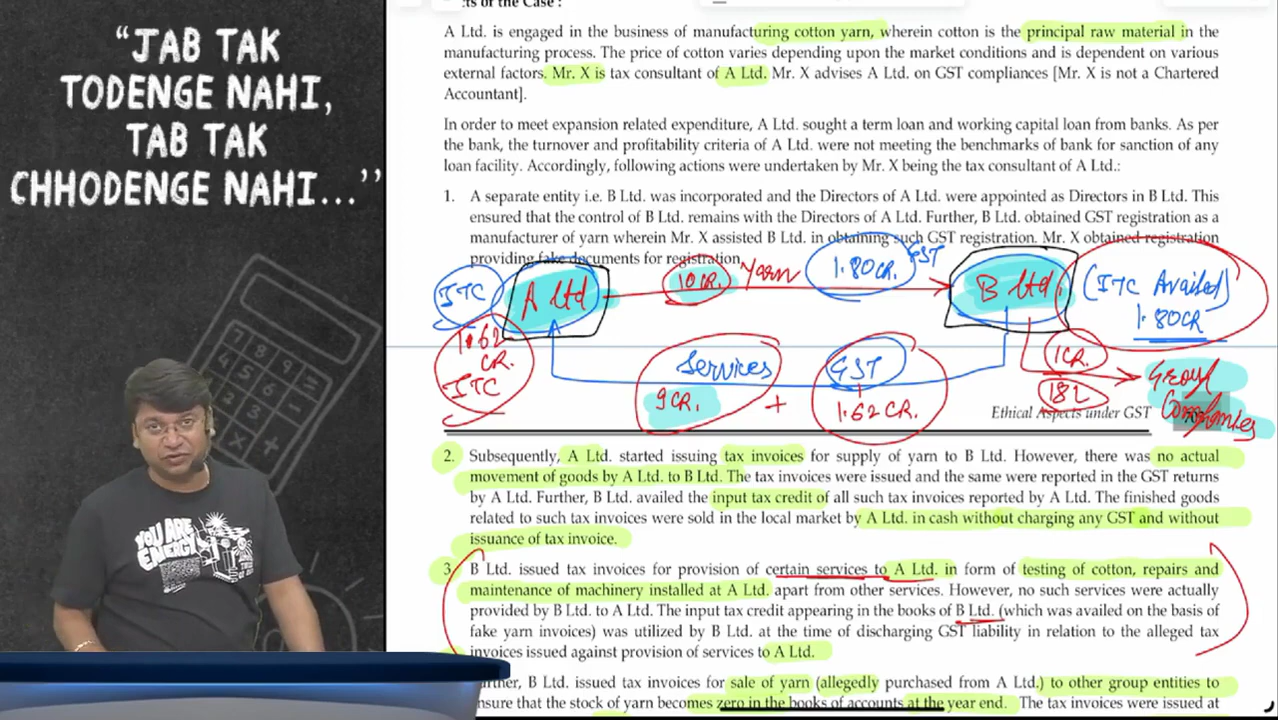 “JAB TAK
TODENGE NAHI,
TAB TAK
CHHODENGE NAHI...’’
cts of the Case :
A Ltd. is engaged in the business of manufacturing cotton yarn, wherein cotton is the principal raw material in the
manufacturing process. The price of cotton varies depending upon the market conditions and is dependent on various
external factors. Mr. X is tax consultant of A Ltd. Mr. X advises A Ltd. on GST compliances [Mr. X is not a Chartered
Accountant].
In order to meet expansion related expenditure, A Ltd. sought a term loan and working capital loan from banks. As per
the bank, the turnover and profitability criteria of A Ltd. were not meeting the benchmarks of bank for sanction of any
loan facility. Accordingly, following actions were undertaken by Mr. X being the tax consultant of A Ltd.:
1. A separate entity i.e. B Ltd. was incorporated and the Directors of A Ltd. were appointed as Directors in B Ltd. This
ensured that the control of B Ltd. remains with the Directors of A Ltd. Further, B Ltd. obtained GST registration as a
manufacturer of yarn wherein Mr. X assisted B Ltd. in obtaining such GST registration. Mr. X obtained registration
providing fake documents for registration.
ITC A Ltd 10 CR. Yarn 1.80 CR. GST B Ltd. (ITC Availed)
1.80 CR
1.62
CR.
ITC
Services GST 1 CR.
9 CR. + 1.62 CR. 18L Group
Companies
Ethical Aspects under GST
2. Subsequently, A Ltd. started issuing tax invoices for supply of yarn to B Ltd. However, there was no actual
movement of goods by A Ltd. to B Ltd. The tax invoices were issued and the same were reported in the GST returns
by A Ltd. Further, B Ltd. availed the input tax credit of all such tax invoices reported by A Ltd. The finished goods
related to such tax invoices were sold in the local market by A Ltd. in cash without charging any GST and without
issuance of tax invoice.
3. B Ltd. issued tax invoices for provision of certain services to A Ltd. in form of testing of cotton, repairs and
maintenance of machinery installed at A Ltd. apart from other services. However, no such services were actually
provided by B Ltd. to A Ltd. The input tax credit appearing in the books of B Ltd. (which was availed on the basis of
fake yarn invoices) was utilized by B Ltd. at the time of discharging GST liability in relation to the alleged tax
invoices issued against provision of services to A Ltd.
rther, B Ltd. issued tax invoices for sale of yarn (allegedly purchased from A Ltd.) to other group entities to
nsure that the stock of yarn becomes zero in the books of accounts at the year end. The tax invoices were issued at
YOU ARE
ENERGY